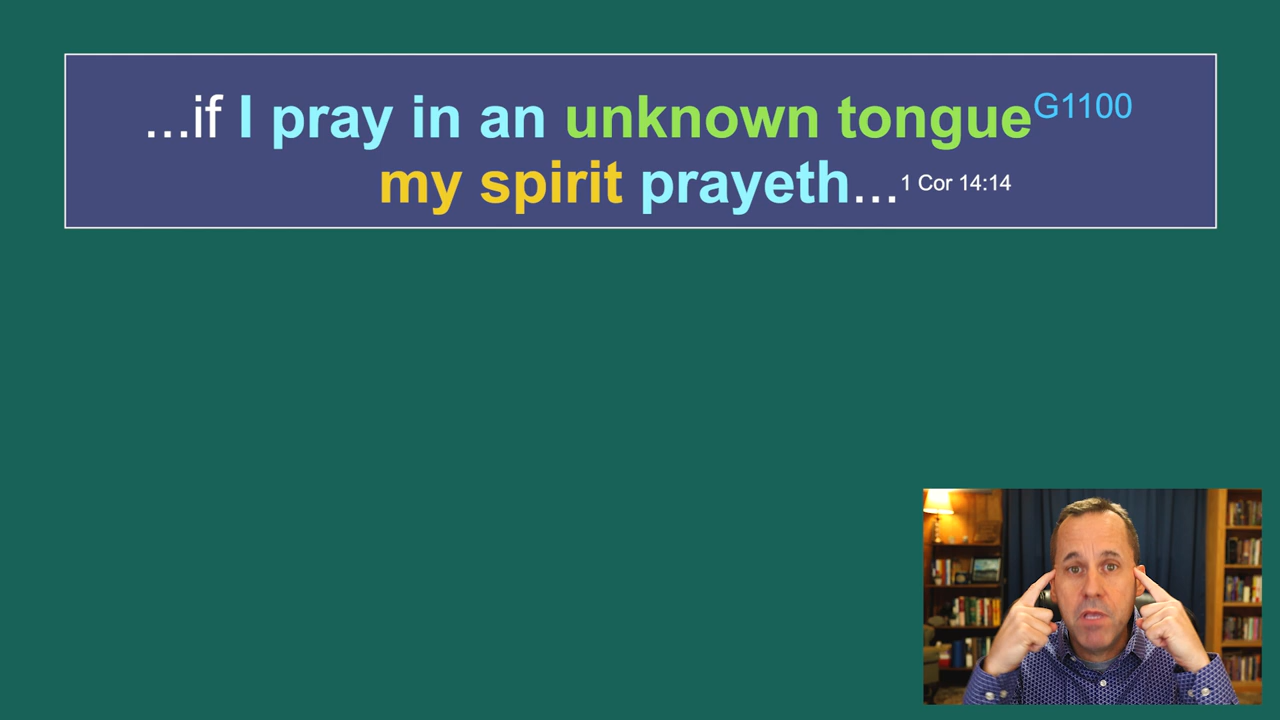 ...if I pray in an unknown tongueG1100
my spirit prayeth...1 Cor 14:14